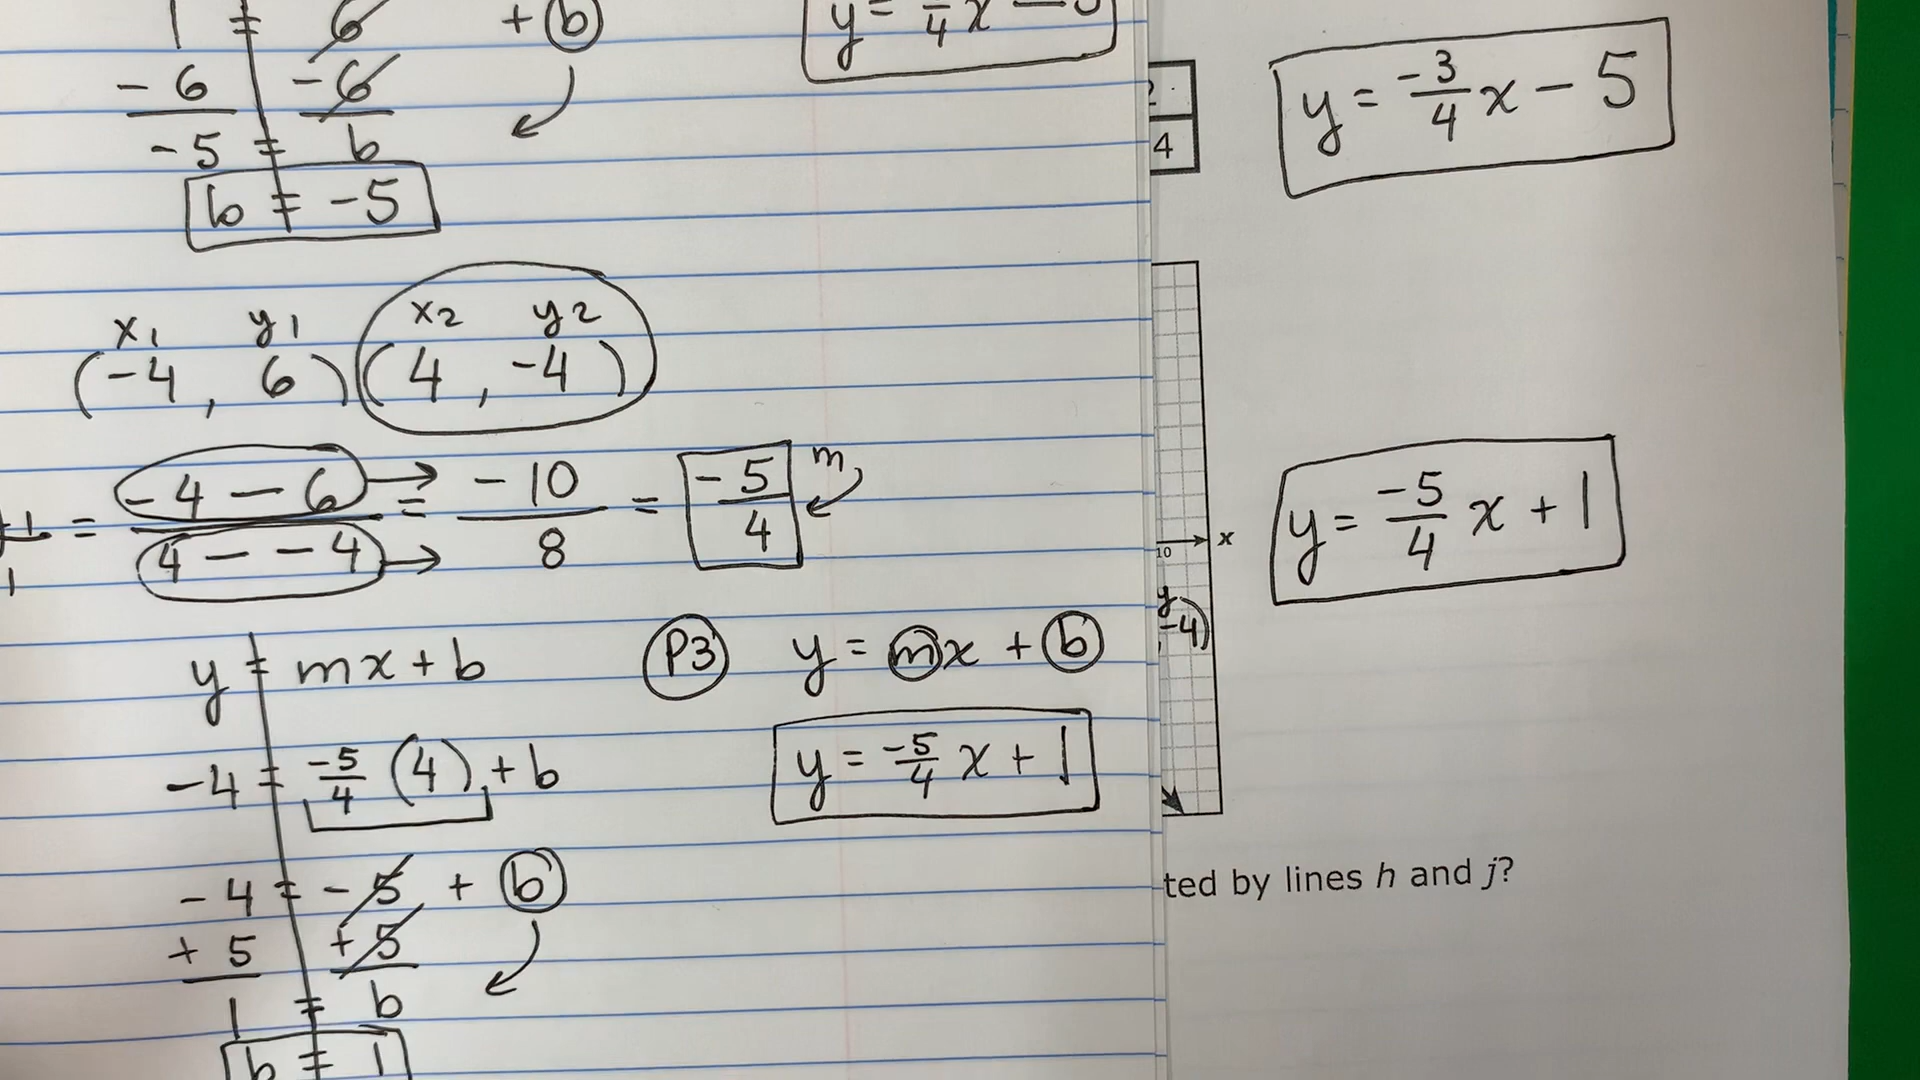 1 = 6 + b
- 6 - 6
- 5 = b
b = - 5
x1 y1 x2 y2
(-4, 6) (4, -4)
= -4 - 6 / 4 - - 4 = -10 / 8 = -5 / 4 m
y = mx + b
-4 = -5/4 (4) + b
-4 = -5 + b
+ 5 + 5
1 = b
b = 1
P3 y = mx + b
y = -5/4 x + 1
4
y = -3/4 x - 5
10 x
y
-4)
y = -5/4 x + 1
ted by lines h and j?